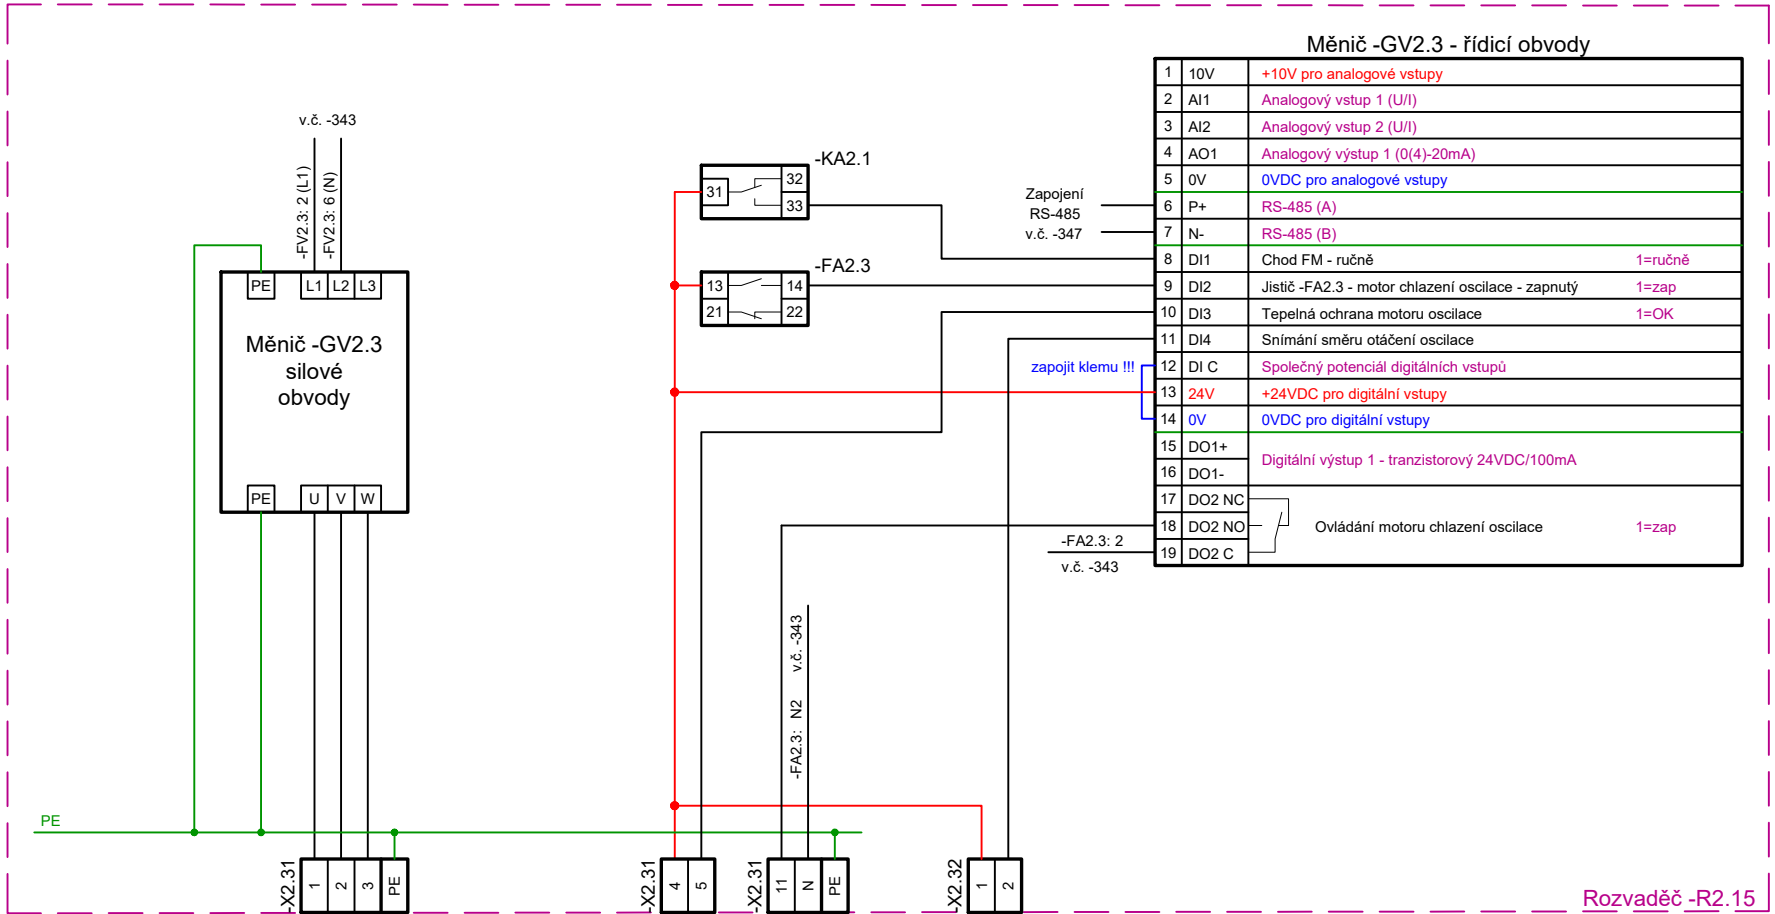 Měnič -GV2.3 - řídicí obvody
1 10V +10V pro analogové vstupy
2 AI1 Analogový vstup 1 (U/I)
3 AI2 Analogový vstup 2 (U/I)
4 AO1 Analogový výstup 1 (0(4)-20mA)
5 0V 0VDC pro analogové vstupy
6 P+ RS-485 (A)
7 N- RS-485 (B)
8 DI1 Chod FM - ručně 1=ručně
9 DI2 Jistič -FA2.3 - motor chlazení oscilace - zapnutý 1=zap
10 DI3 Tepelná ochrana motoru oscilace 1=OK
11 DI4 Snímání směru otáčení oscilace
12 DI C Společný potenciál digitálních vstupů
13 24V +24VDC pro digitální vstupy
14 0V 0VDC pro digitální vstupy
15 DO1+
Digitální výstup 1 - tranzistorový 24VDC/100mA
16 DO1-
17 DO2 NC
18 DO2 NO Ovládání motoru chlazení oscilace 1=zap
19 DO2 C
Zapojení
RS-485
v.č. -347
zapojit klemu !!!
-FA2.3: 2
v.č. -343
-KA2.1
31 32
33
-FA2.3
13 14
21 22
v.č. -343
-FV2.3: 2 (L1)
-FV2.3: 6 (N)
PE L1 L2 L3
Měnič -GV2.3
silové
obvody
PE U V W
-FA2.3: N2 v.č. -343
PE
-X2.31
1 2 3 PE
-X2.31
4 5
-X2.31
11 N PE
-X2.32
1 2
Rozvaděč -R2.15